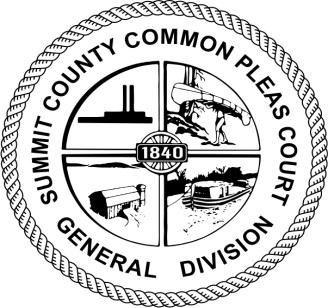 SUMMIT COUNTY COMMON PLEAS COURT
1840
GENERAL DIVISION